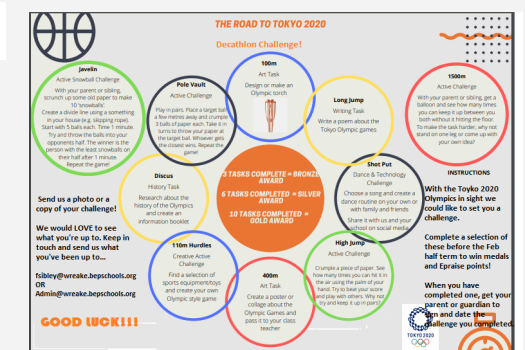 THE ROAD TO TOKYO 2020
Decathlon Challenge!
Javelin
Active Snowball Challenge
With your parent or sibling,
scrunch up some old paper to make
10 'snowballs'.
Create a divide line using a something
in your house (e.g. skipping rope).
Start with 5 balls each. Time 1 minute.
Try and throw the balls into your
opponents half. The winner is the
person with the least snowballs on
their half after 1 minute.
Repeat the game!
Pole Vault
Active Challenge
Play in pairs. Place a target ball
a few metres away and crumple
3 balls of paper each. Take it in
turns to throw your paper at
the target ball. Whoever gets
the closest wins. Repeat the
game!
100m
Art Task
Design or make an
Olympic torch
Long Jump
Writing Task
Write a poem about the
Tokyo Olympic games
1500m
Active Challenge
With your parent or sibling, get a
balloon and see how many times
you can keep it up between you
both without it hitting the floor.
To make the task harder, why not
stand on one leg or come up with
your own idea?
Discus
History Task
Research about the
history of the Olympics
and create an
information booklet
3 TASKS COMPLETE = BRONZE
AWARD
6 TASKS COMPLETED = SILVER
AWARD
10 TASKS COMPLETED =
GOLD AWARD
Shot Put
Dance & Technology
Challenge
Choose a song and create a
dance routine on your own or
with family and friends
Share it with us and your
school on social media
110m Hurdles
Creative Active
Challenge
Find a selection of
sports equipment/toys
and create your own
Olympic style game
400m
Art Task
Create a poster or
collage about the
Olympic Games and
pass it to your class
teacher
High Jump
Active Challenge
Crumple a piece of paper. See
how many times you can hit it in
the air using the palm of your
hand. Try to beat your score
and play with others. Why not
try and keep it up in pairs?
Send us a photo or a
copy of your challenge!
We would LOVE to see
what you're up to. Keep in
touch and send us what
you've been up to...
fsibley@wreake.bepschools.org
OR
Admin@wreake.bepschools.org
GOOD LUCK!!!
INSTRUCTIONS
With the Toyko 2020
Olympics in sight we
could like to set you a
challenge.
Complete a selection of
these before the Feb
half term to win medals
and Epraise points!
When you have
completed one, get your
parent or guardian to
sign and date the
challenge you completed.
TOKYO 2020